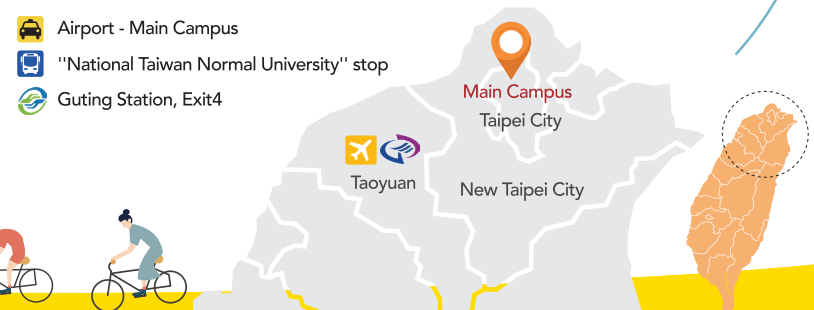 Airport - Main Campus
"National Taiwan Normal University" stop
Guting Station, Exit4
Main Campus
Taipei City
Taoyuan
New Taipei City